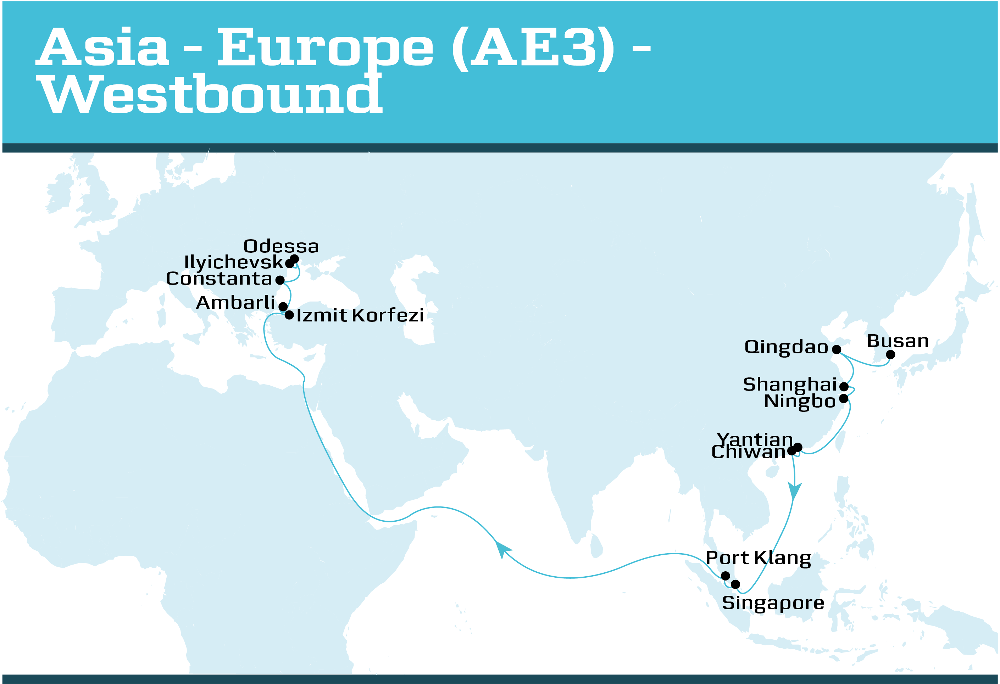 Asia - Europe (AE3) -
Westbound
Odessa
Ilyichevsk
Constanta
Ambarli
Izmit Korfezi
Busan
Qingdao
Shanghai
Ningbo
Yantian
Chiwan
Port Klang
Singapore